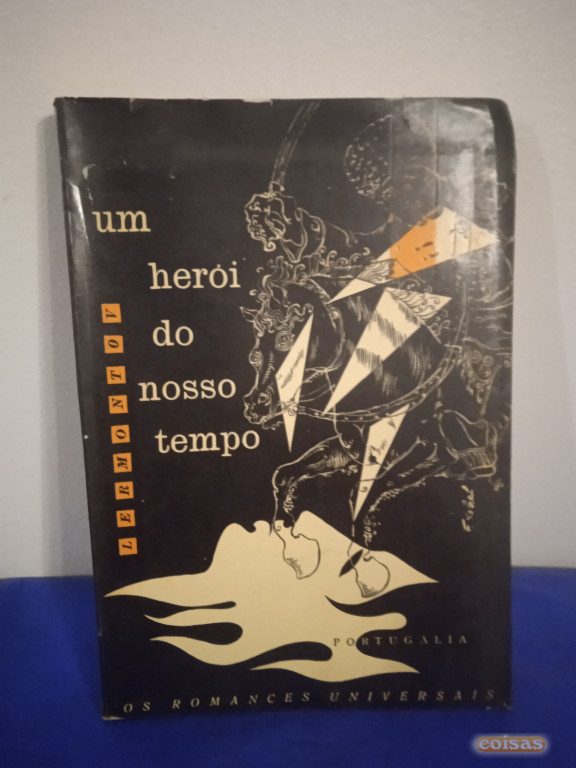 um
herói
do
nosso
tempo
LERMONTOV
PORTUGALIA
OS ROMANCES UNIVERSAIS
coisas